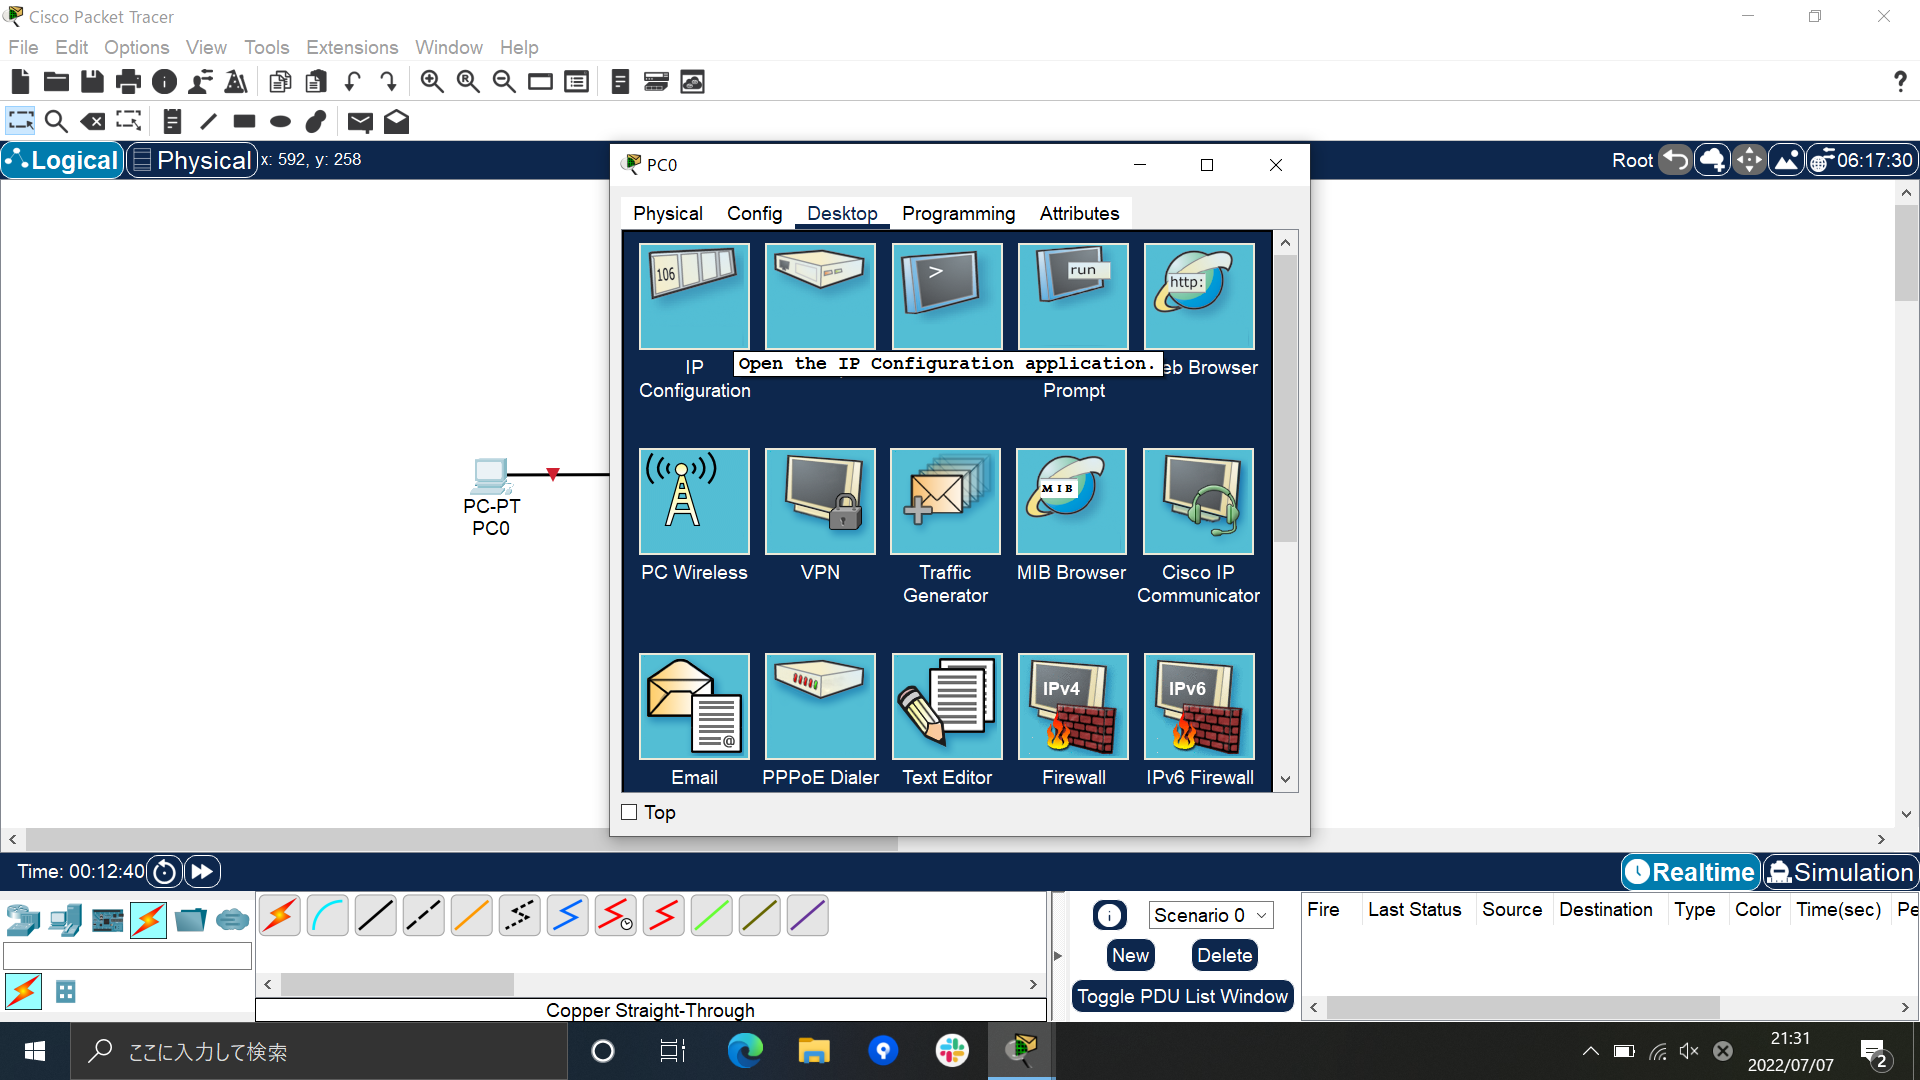 Cisco Packet Tracer
File Edit Options View Tools Extensions Window Help
Logical Physical x: 592, y: 258
Root 06:17:30
PC0
Physical Config Desktop Programming Attributes
106
>
run
http:
IP Configuration
Open the IP Configuration application.
eb Browser
Prompt
MIB
PC Wireless
VPN
Traffic Generator
MIB Browser
Cisco IP Communicator
@
IPv4
IPv6
Email
PPPoE Dialer
Text Editor
Firewall
IPv6 Firewall
Top
PC-PT
PC0
Time: 00:12:40
Realtime Simulation
Scenario 0
New Delete
Toggle PDU List Window
Fire Last Status Source Destination Type Color Time(sec) Pe
Copper Straight-Through
ここに入力して検索
21:31
2022/07/07
2